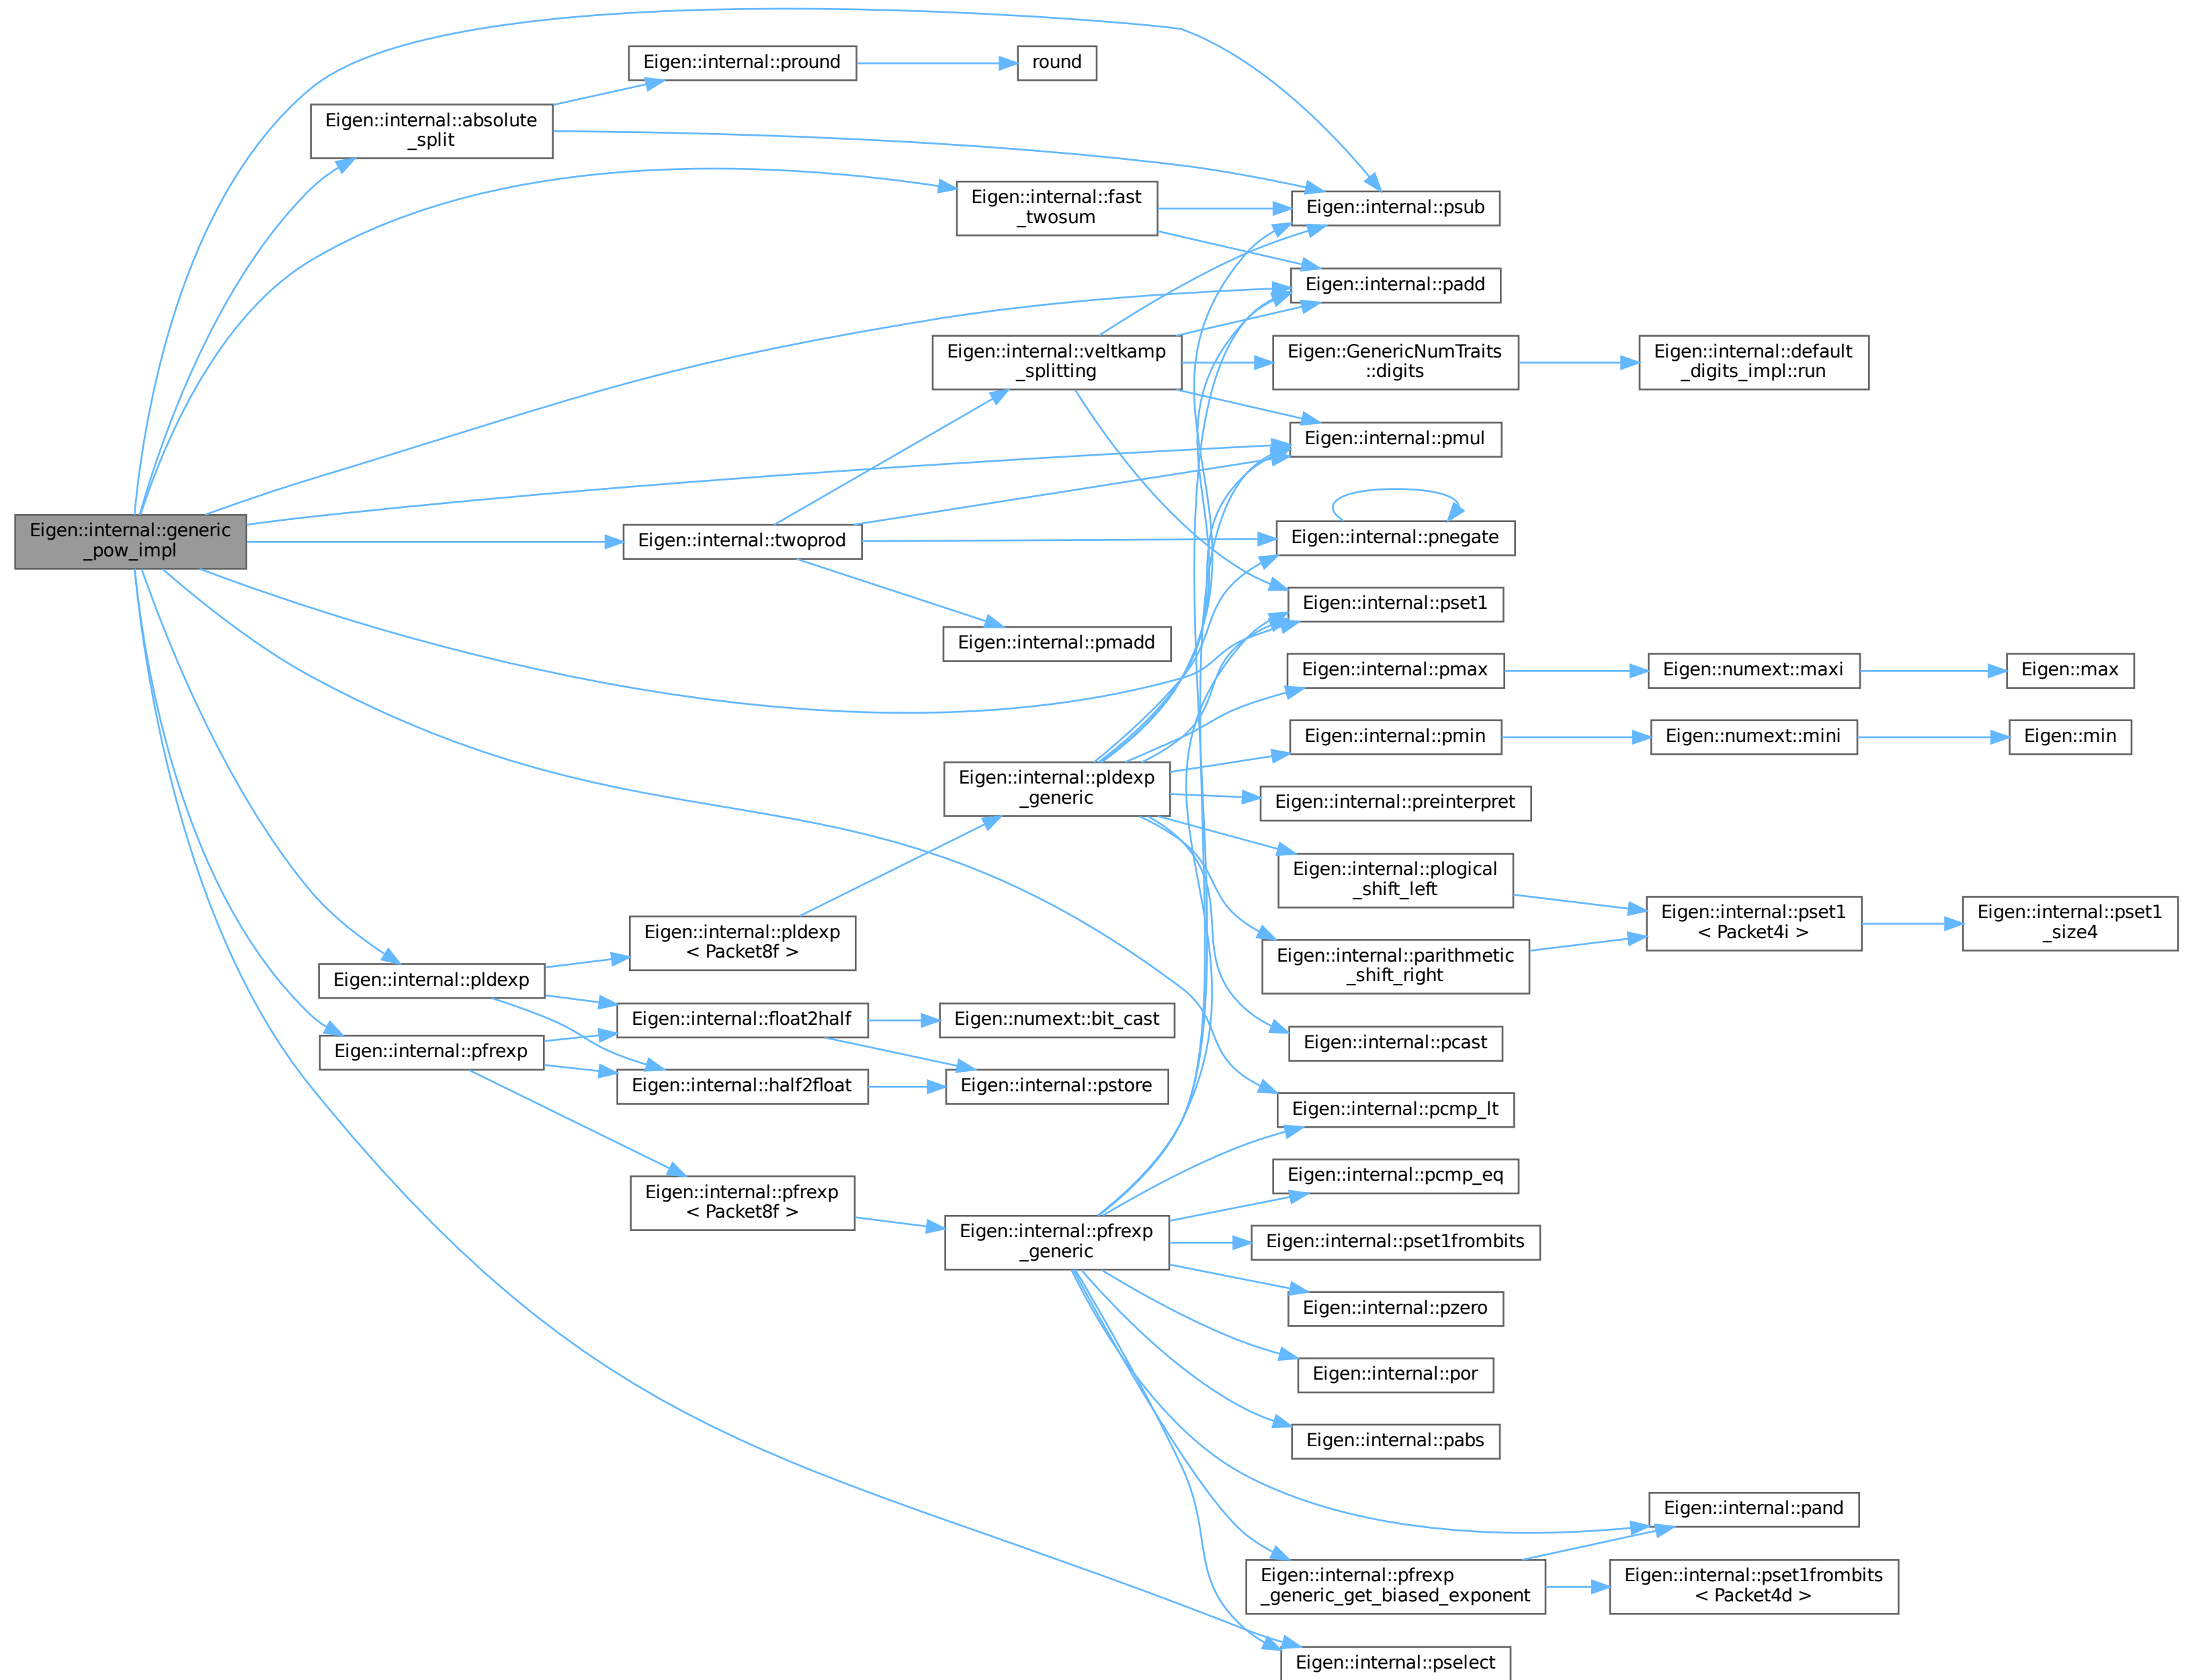 Eigen::internal::pround
round
Eigen::internal::absolute
_split
Eigen::internal::fast
_twosum
Eigen::internal::psub
Eigen::internal::padd
Eigen::internal::veltkamp
_splitting
Eigen::GenericNumTraits
::digits
Eigen::internal::default
_digits_impl::run
Eigen::internal::pmul
Eigen::internal::generic
_pow_impl
Eigen::internal::twoprod
Eigen::internal::pnegate
Eigen::internal::pset1
Eigen::internal::pmadd
Eigen::internal::pmax
Eigen::numext::maxi
Eigen::max
Eigen::internal::pmin
Eigen::numext::mini
Eigen::min
Eigen::internal::pldexp
_generic
Eigen::internal::preinterpret
Eigen::internal::plogical
_shift_left
Eigen::internal::pset1
< Packet4i >
Eigen::internal::pset1
_size4
Eigen::internal::pldexp
< Packet8f >
Eigen::internal::parithmetic
_shift_right
Eigen::internal::pldexp
Eigen::internal::float2half
Eigen::numext::bit_cast
Eigen::internal::pcast
Eigen::internal::pfrexp
Eigen::internal::half2float
Eigen::internal::pstore
Eigen::internal::pcmp_lt
Eigen::internal::pcmp_eq
Eigen::internal::pfrexp
< Packet8f >
Eigen::internal::pfrexp
_generic
Eigen::internal::pset1frombits
Eigen::internal::pzero
Eigen::internal::por
Eigen::internal::pabs
Eigen::internal::pand
Eigen::internal::pfrexp
_generic_get_biased_exponent
Eigen::internal::pset1frombits
< Packet4d >
Eigen::internal::pselect